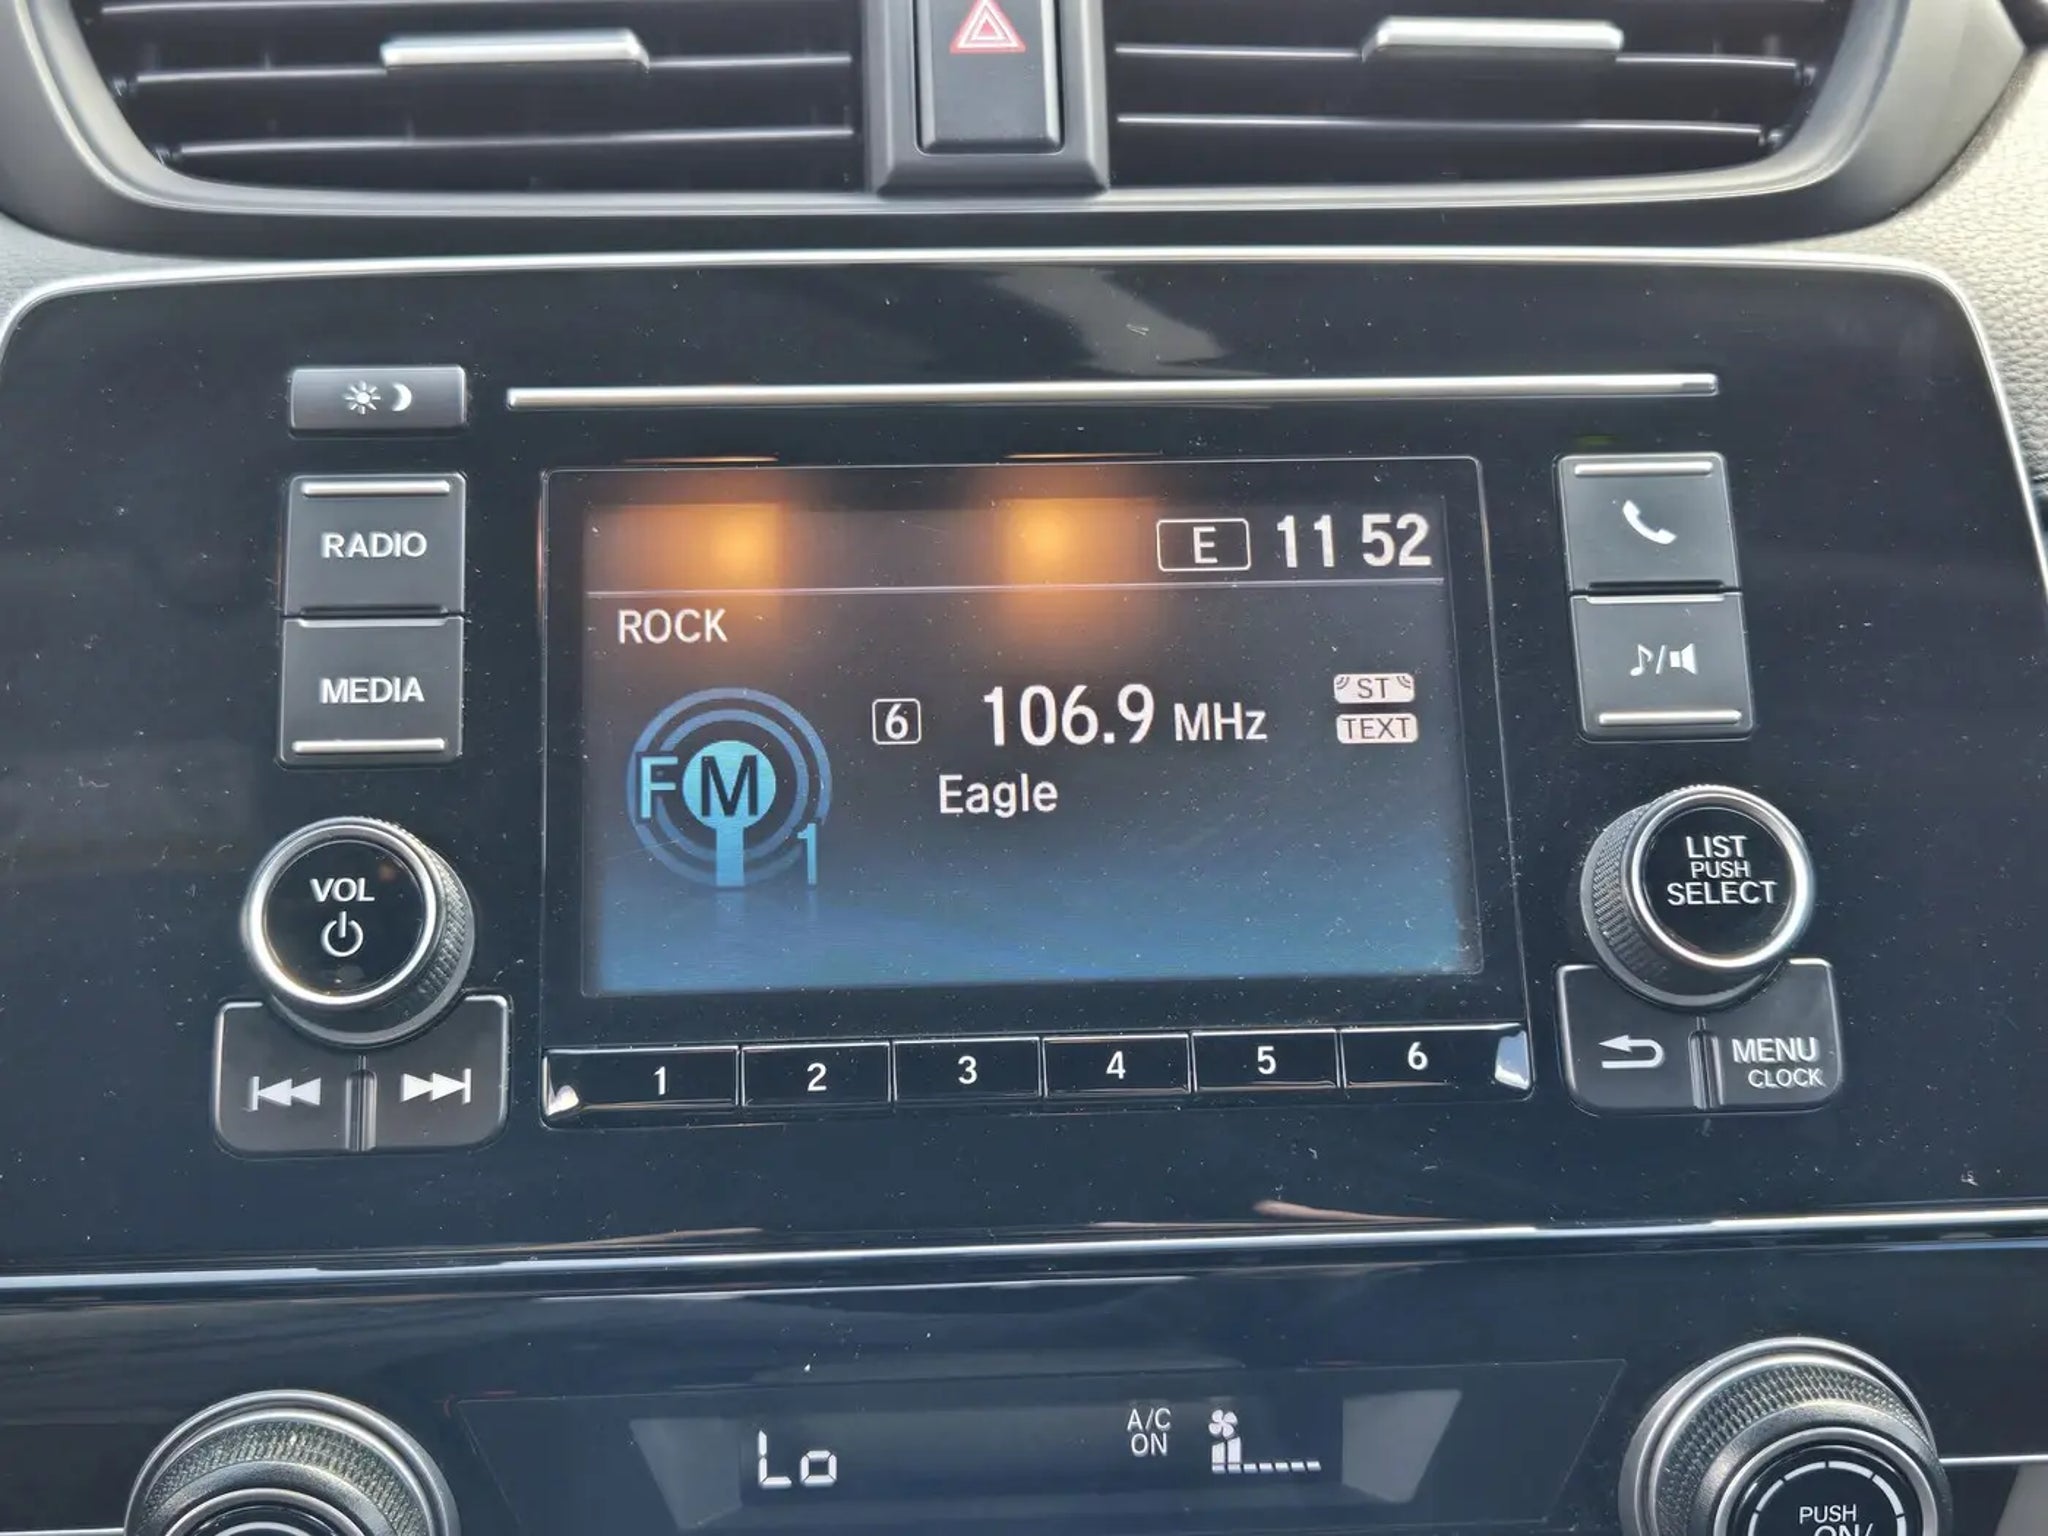 E 11 52
RADIO
ROCK
ST
6 106.9 MHz
TEXT
MEDIA
FM
1
Eagle
VOL
LIST
PUSH
SELECT
1 2 3 4 5 6
MENU
CLOCK
Lo
A/C
ON
PUSH
ON/